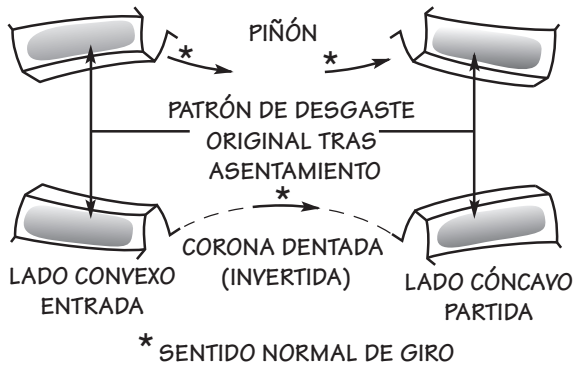 PIÑÓN
*
*
PATRÓN DE DESGASTE
ORIGINAL TRAS
ASENTAMIENTO
*
CORONA DENTADA
(INVERTIDA)
LADO CONVEXO
ENTRADA
LADO CÓNCAVO
PARTIDA
* SENTIDO NORMAL DE GIRO